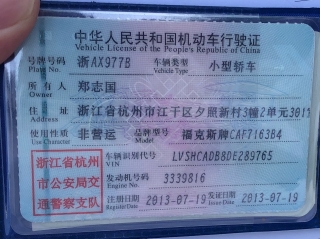 中华人民共和国机动车行驶证
Vehicle License of the People's Republic of China
号牌号码 浙AX977B 车辆类型 小型轿车
Plate No. Vehicle Type
所有人 郑志国
Owner
住址 浙江省杭州市江干区夕照新村3幢2单元301
Address
使用性质 非营运 品牌型号 福克斯牌CAF7163B4
Use Character Model
浙江省杭州
市公安局交
通警察支队
车辆识别代号 LVSHCADB8DE289765
VIN
发动机号码 3339816
Engine No.
注册日期 2013-07-19 发证日期 2013-07-19
Register Date Issue Date